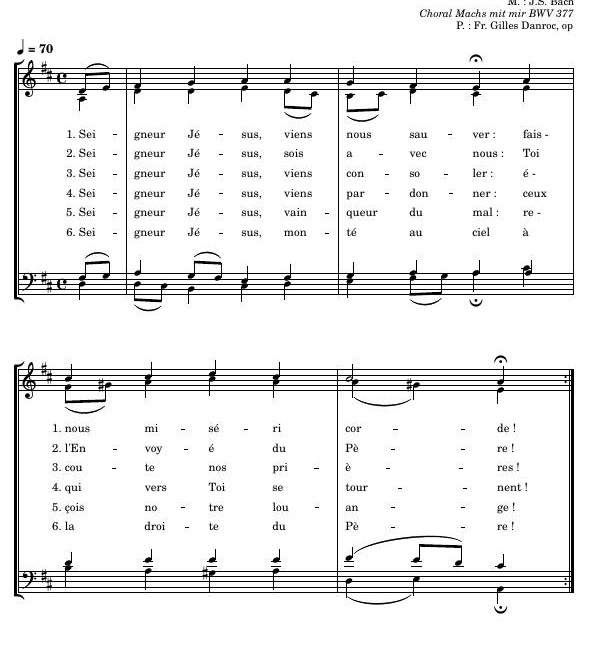 M. : J.S. Bach
Choral Machs mit mir BWV 377
P. : Fr. Gilles Danroc, op
♩ = 70
1. Sei - gneur Jé - sus, viens nous sau - ver : fais -
2. Sei - gneur Jé - sus, sois a - vec nous : Toi
3. Sei - gneur Jé - sus, viens con - so - ler : é -
4. Sei - gneur Jé - sus, viens par - don - ner : ceux
5. Sei - gneur Jé - sus, vain - queur du mal : re -
6. Sei - gneur Jé - sus, mon - té au ciel à
1. nous mi - sé - ri cor - - de !
2. l'En - voy - é du Pè - - re !
3. cou - te nos pri - è - - res !
4. qui vers Toi se tour - - nent !
5. çois no - tre lou - an - - ge !
6. la droi - te du Pè - - re !